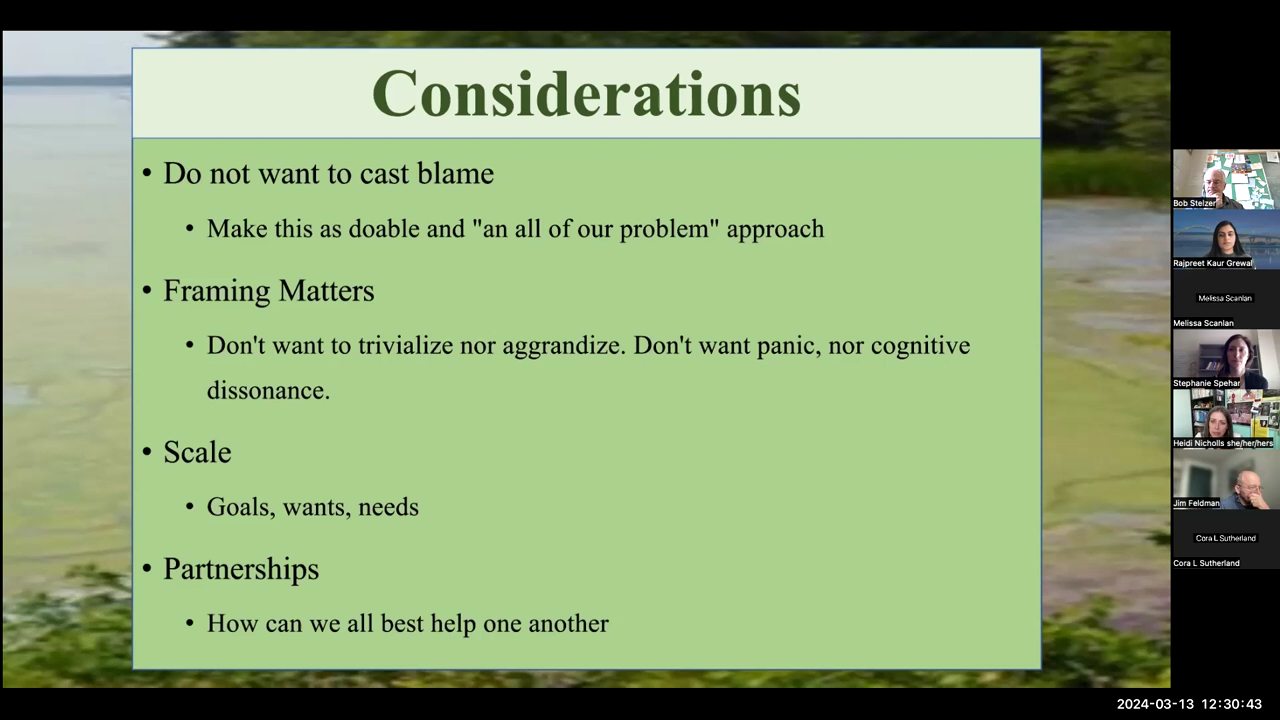 Considerations
• Do not want to cast blame
• Make this as doable and "an all of our problem" approach
• Framing Matters
• Don't want to trivialize nor aggrandize. Don't want panic, nor cognitive
dissonance.
• Scale
• Goals, wants, needs
• Partnerships
• How can we all best help one another
Bob Stelzer
Rajpreet Kaur Grewal
Melissa Scanlan
Melissa Scanlan
Stephanie Spehar
Heidi Nicholls she/her/hers
Jim Feldman
Cora L Sutherland
Cora L Sutherland
2024-03-13 12:30:43